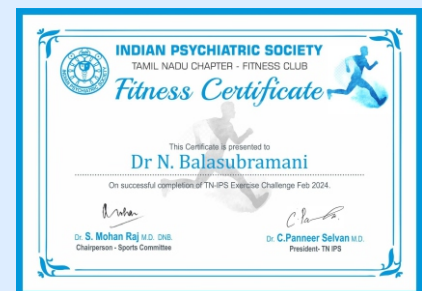 INDIAN PSYCHIATRIC SOCIETY
TAMIL NADU CHAPTER - FITNESS CLUB
Fitness Certificate
This Certificate is presented to
Dr N. Balasubramani
On successful completion of TN-IPS Exercise Challenge Feb 2024.
Dr. S. Mohan Raj M.D. DNB.
Chairperson - Sports Committee
Dr. C.Panneer Selvan M.D.
President- TN IPS